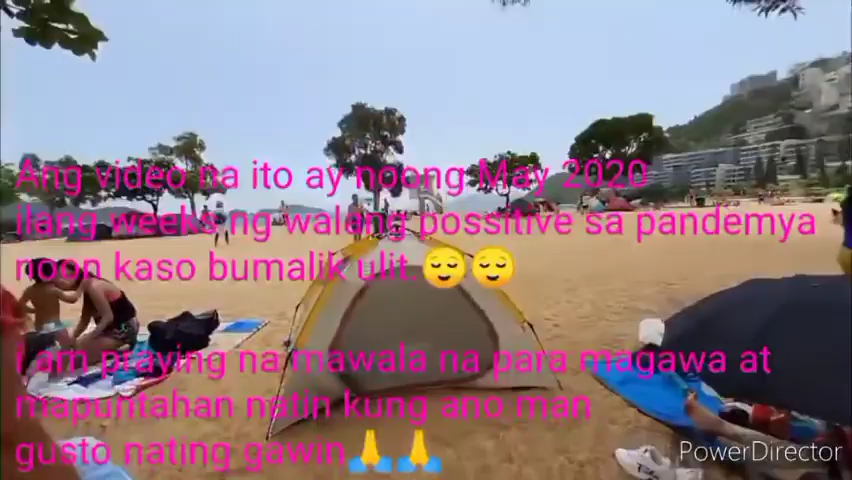 Ang video na ito ay noong May 2020
ilang weeks ng walang possitive sa pandemya
noon kaso bumalik ulit.😌😌
i am praying na mawala na para magawa at
mapuntahan natin kung ano man
gusto nating gawin🙏🙏
PowerDirector